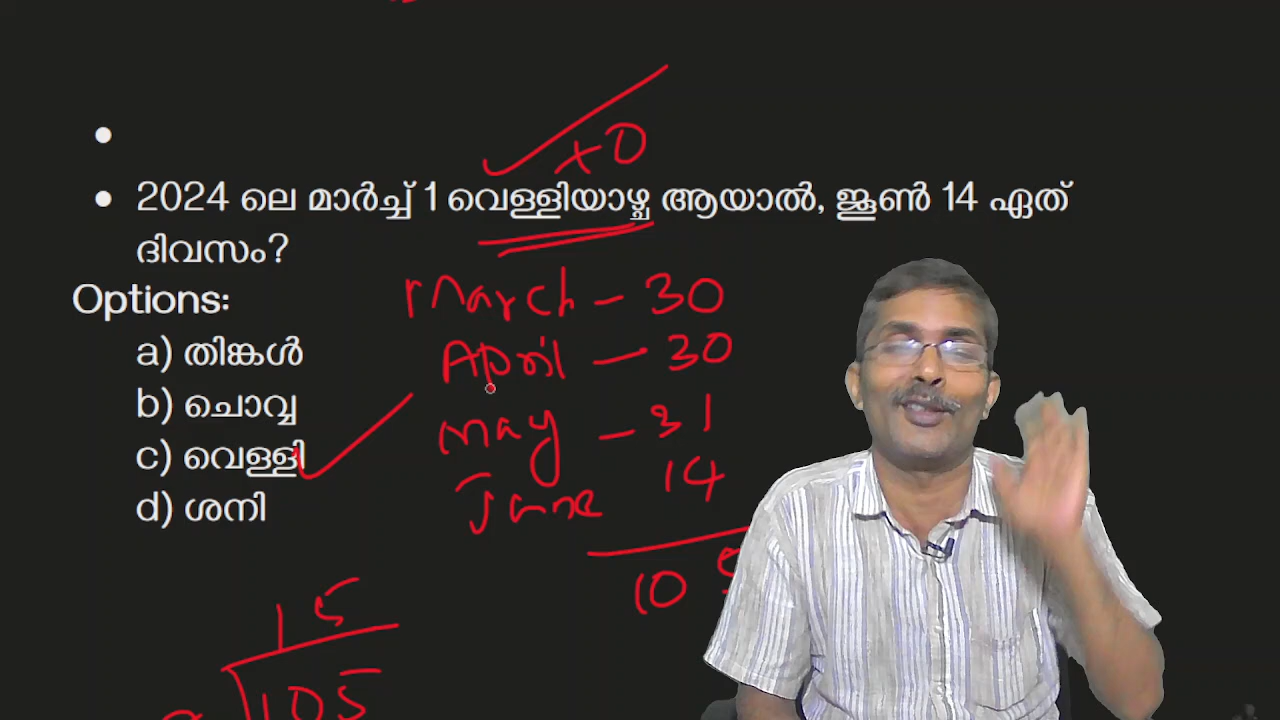 +0
2024 ലെ മാർച്ച് 1 വെള്ളിയാഴ്ച ആയാൽ, ജൂൺ 14 ഏത്
ദിവസം?
Options:
March - 30
a) തിങ്കൾ
April - 30
b) ചൊവ്വ
May - 31
c) വെള്ളി
June 14
d) ശനി
105
15
105